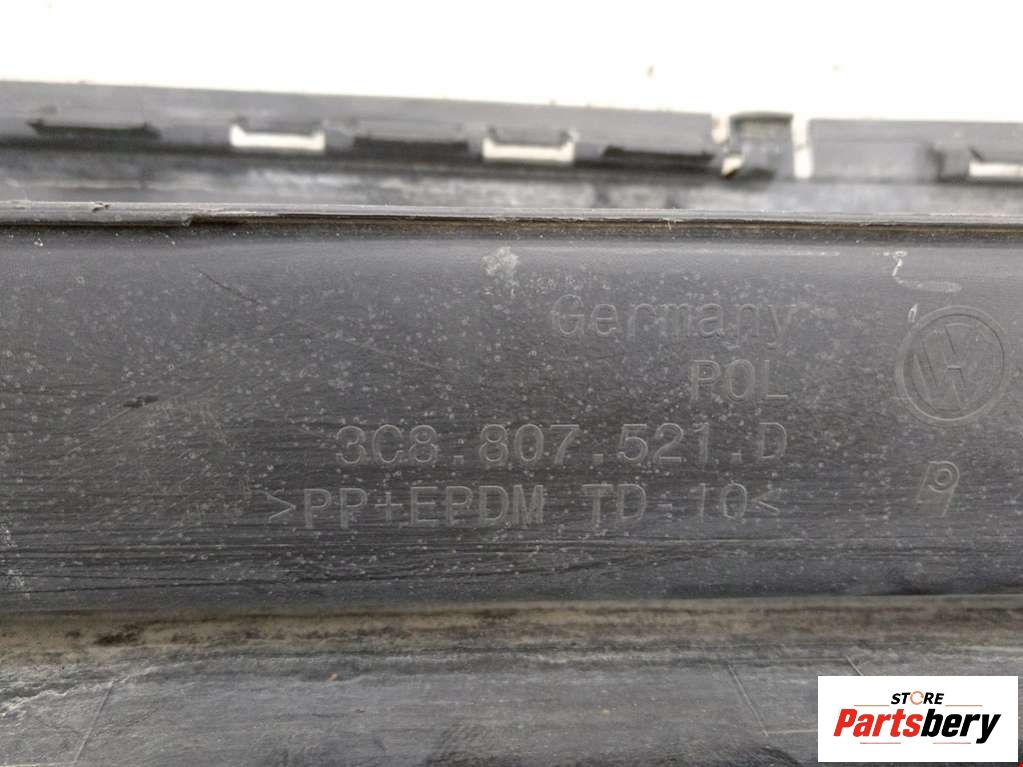 Germany
POL
3C8.807.521.D
>PP+EPDM TD 10<
STORE
Partsbery